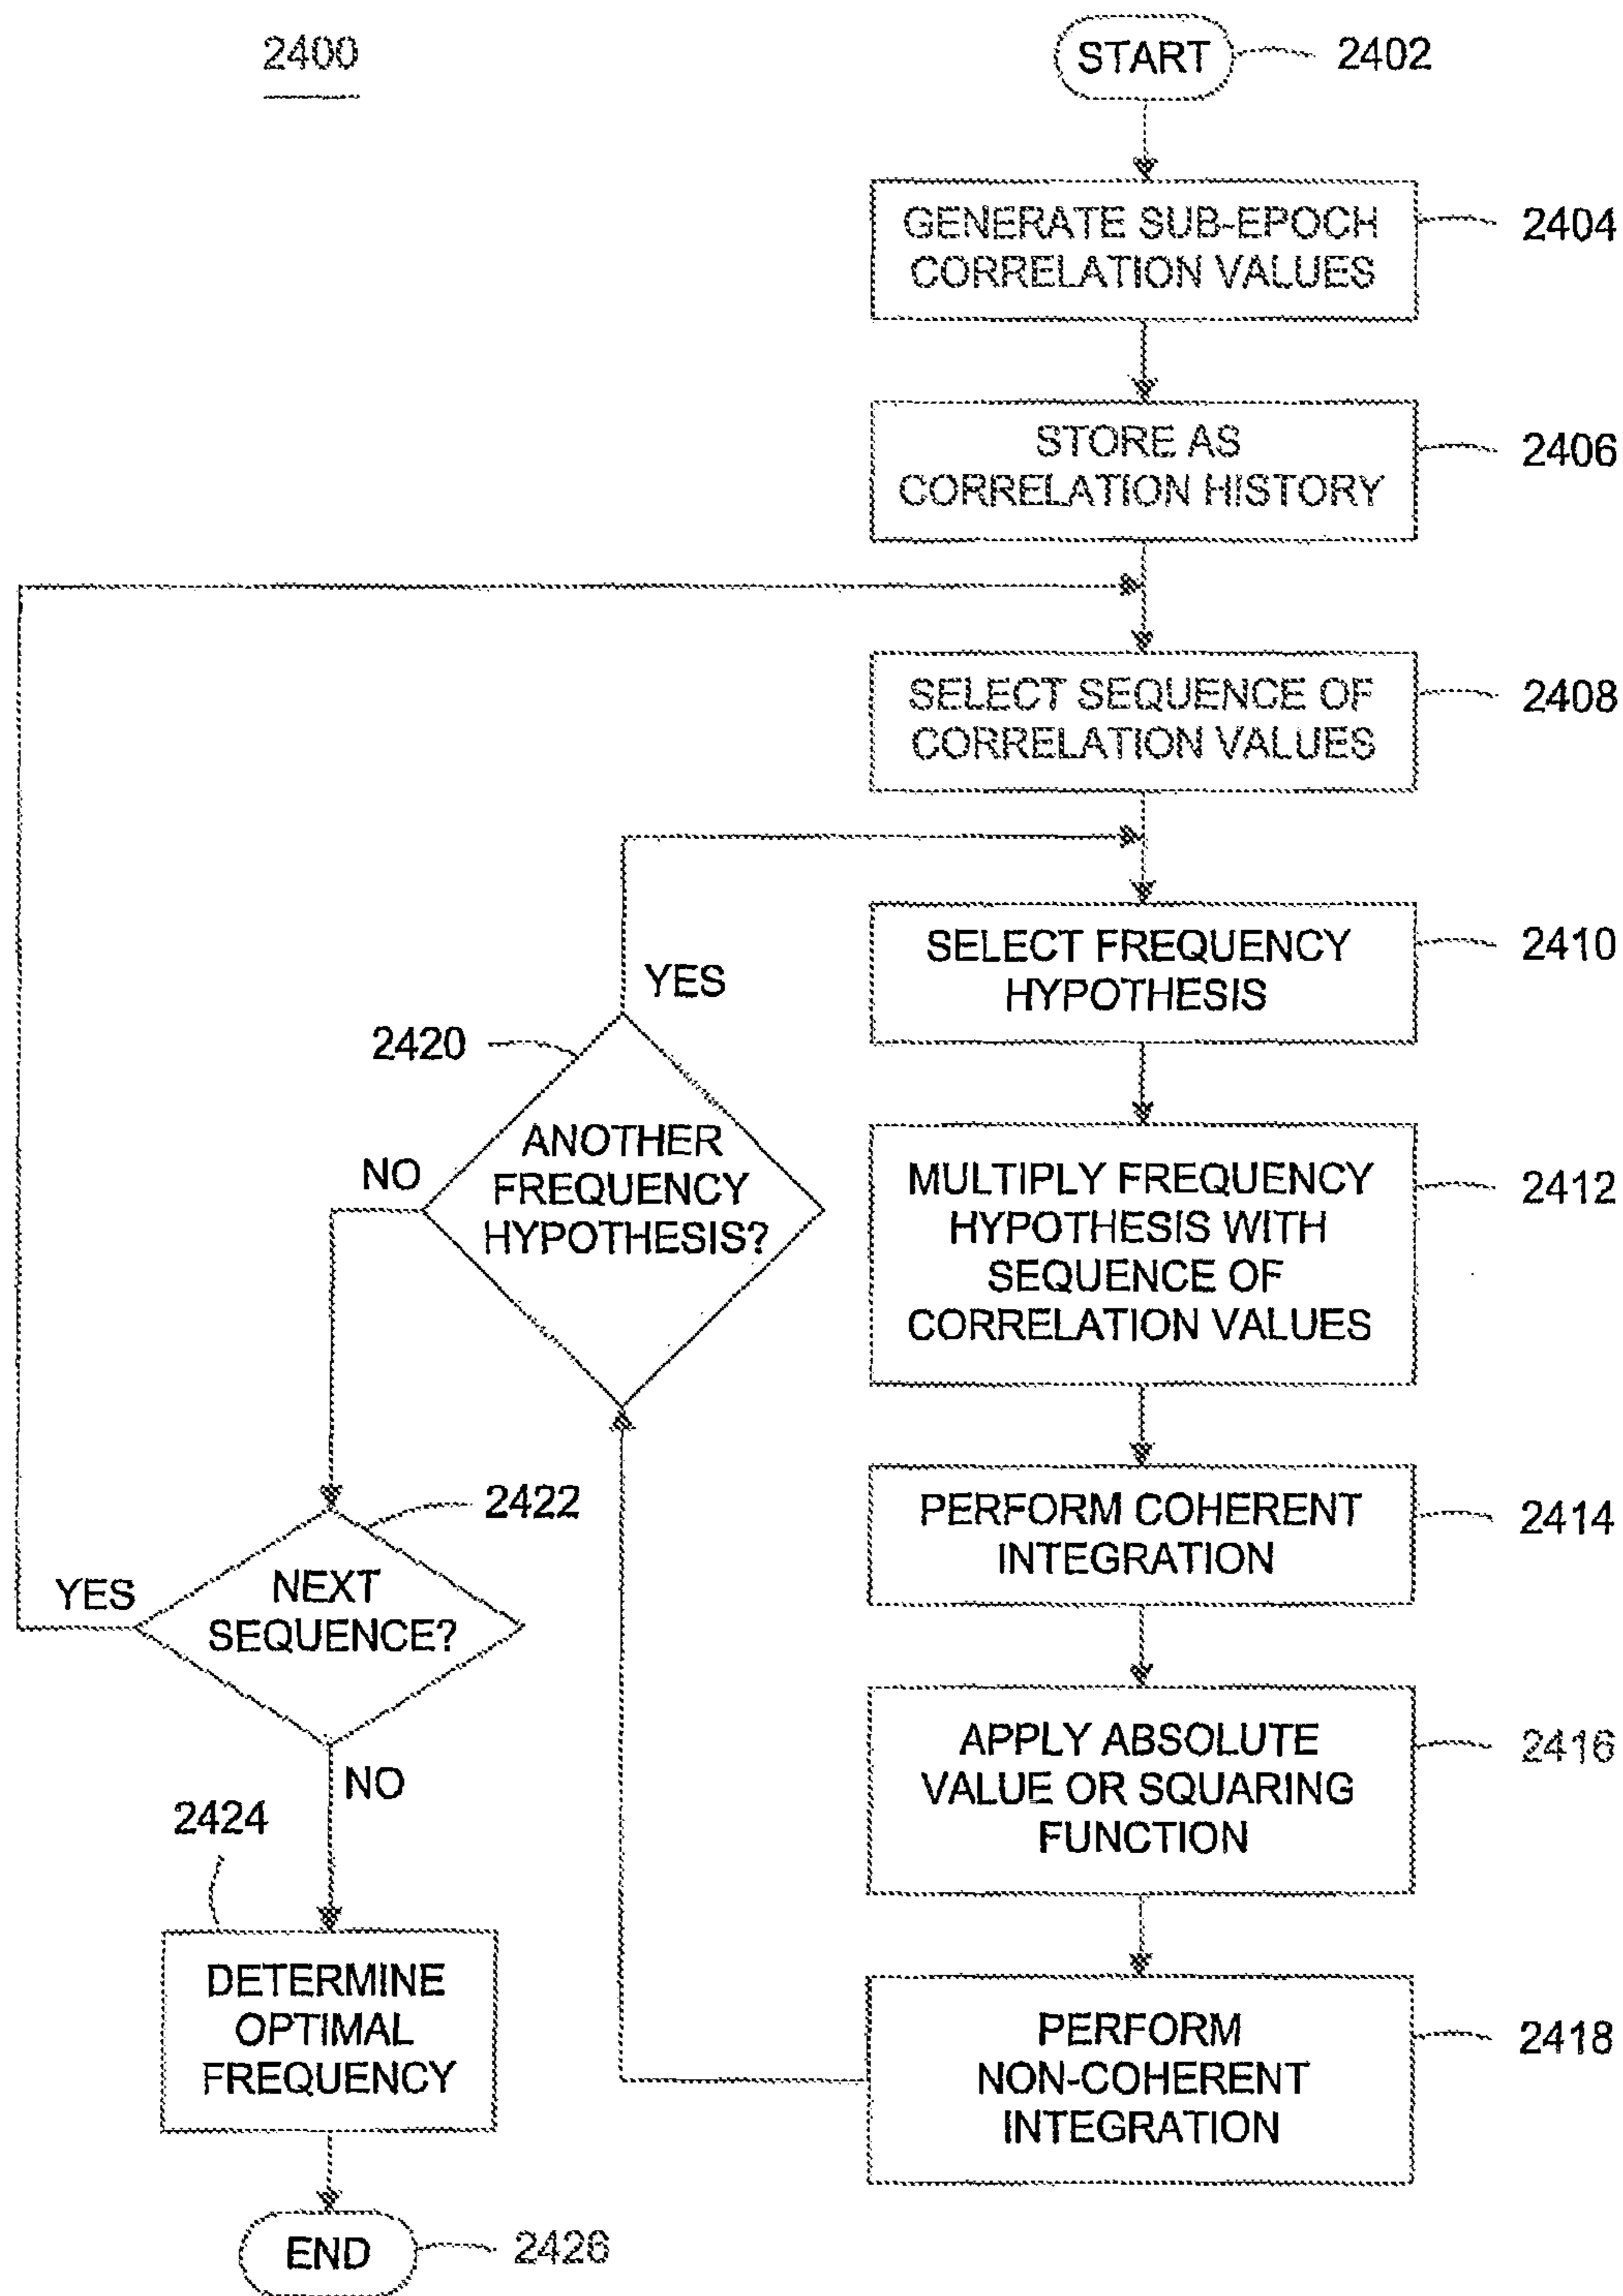 2400
START
2402
GENERATE SUB-EPOCH
CORRELATION VALUES
2404
STORE AS
CORRELATION HISTORY
2406
SELECT SEQUENCE OF
CORRELATION VALUES
2408
SELECT FREQUENCY
HYPOTHESIS
2410
YES
2420
ANOTHER
FREQUENCY
HYPOTHESIS?
NO
MULTIPLY FREQUENCY
HYPOTHESIS WITH
SEQUENCE OF
CORRELATION VALUES
2412
PERFORM COHERENT
INTEGRATION
2414
2422
NEXT
SEQUENCE?
YES
NO
APPLY ABSOLUTE
VALUE OR SQUARING
FUNCTION
2416
2424
DETERMINE
OPTIMAL
FREQUENCY
PERFORM
NON-COHERENT
INTEGRATION
2418
END
2426